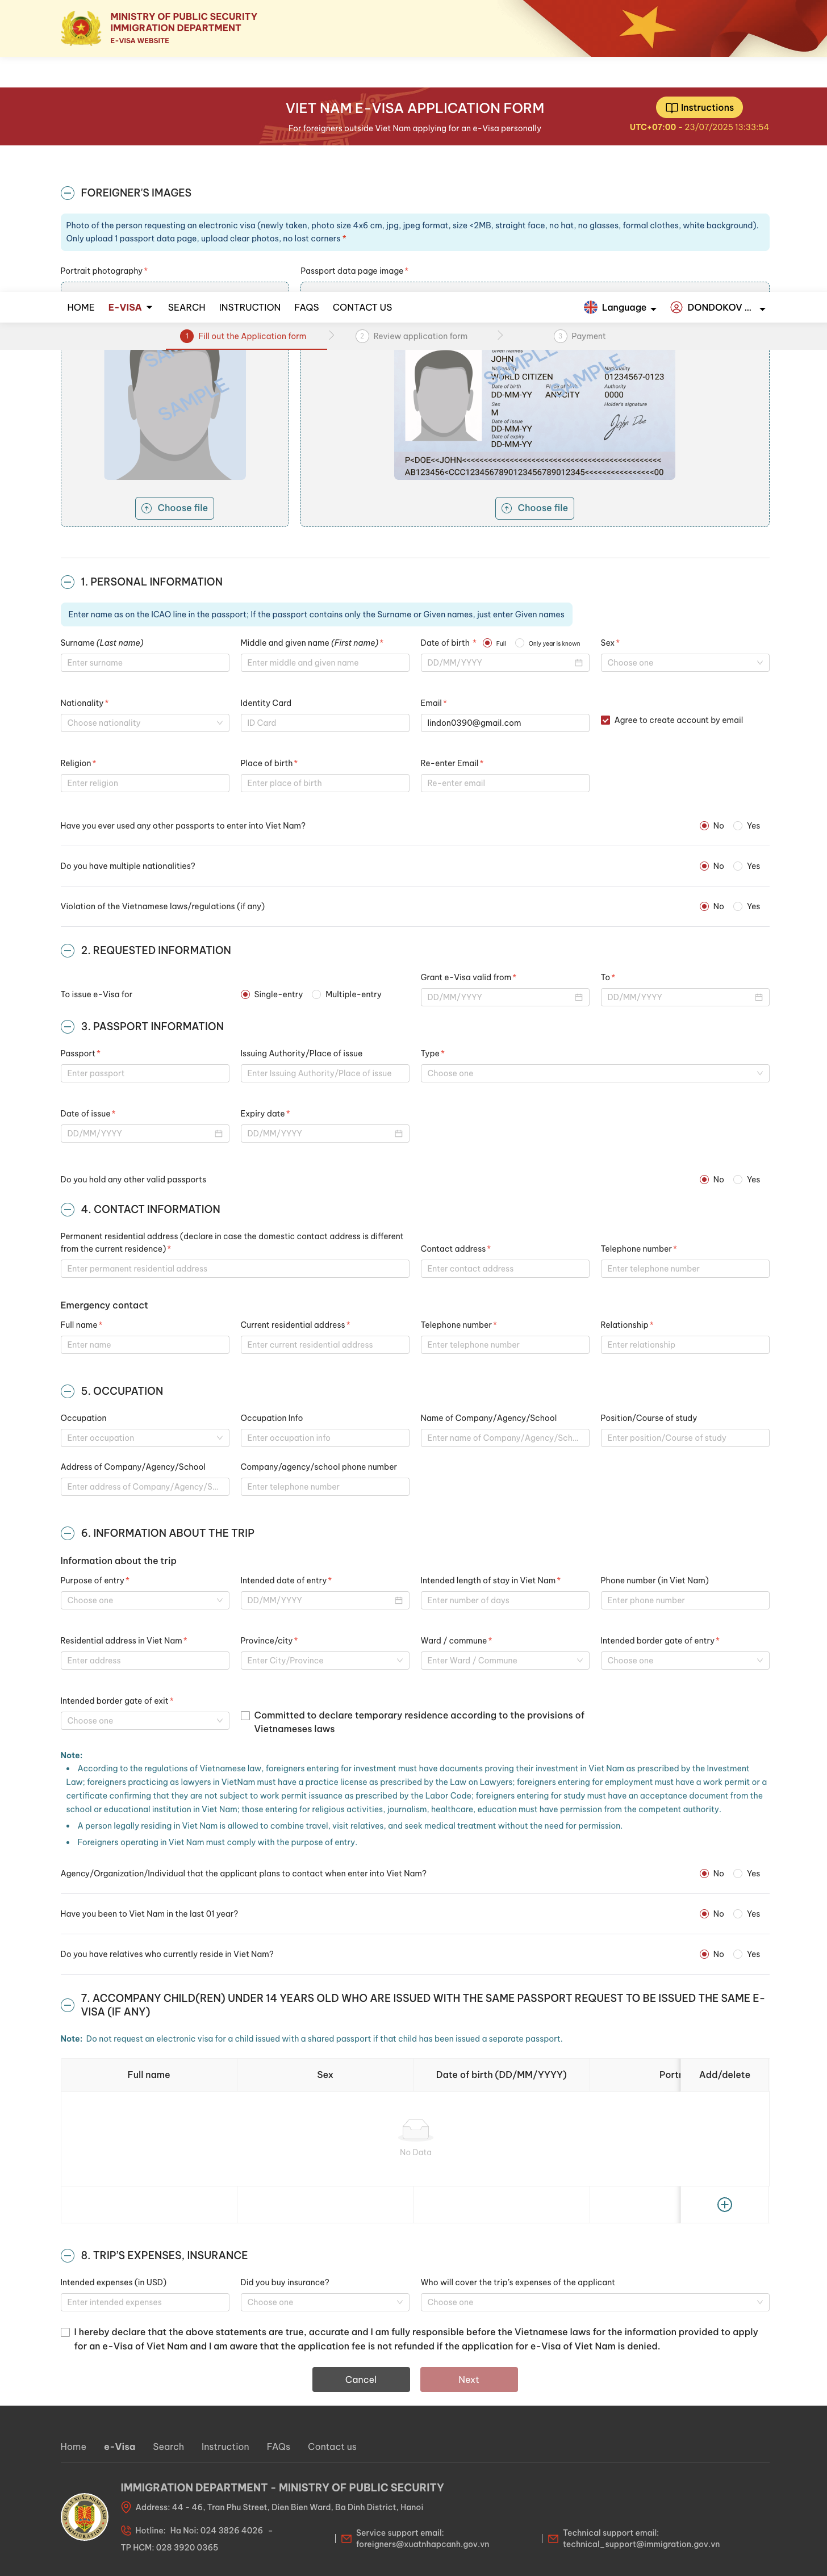 MINISTRY OF PUBLIC SECURITY
IMMIGRATION DEPARTMENT
E-VISA WEBSITE
VIET NAM E-VISA APPLICATION FORM
For foreigners outside Viet Nam applying for an e-Visa personally
Instructions
UTC+07:00 - 23/07/2025 13:33:54
FOREIGNER'S IMAGES
Photo of the person requesting an electronic visa (newly taken, photo size 4x6 cm, jpg, jpeg format, size <2MB, straight face, no hat, no glasses, formal clothes, white background).
Only upload 1 passport data page, upload clear photos, no lost corners *
Portrait photography *
Passport data page image *
HOME E-VISA SEARCH INSTRUCTION FAQS CONTACT US Language DONDOKOV ...
1 Fill out the Application form 2 Review application form 3 Payment
SAMPLE
SAMPLE
SAMPLE
SAMPLE
Given Names
JOHN
Nationality
WORLD CITIZEN
Authority
01234567-0123
Date of birth
DD-MM-YY
Place of birth
ANYCITY
Authority
0000
Sex
M
Holder's signature
John Doe
Date of issue
DD-MM-YY
Date of expiry
DD-MM-YY
P<DOE<<JOHN<<<<<<<<<<<<<<<<<<<<<<<<<<<<<<<<<<<<<<<<<<<<
AB123456<CCC1234567890123456789012345<<<<<<<<<<<<<<<<00
Choose file
Choose file
1. PERSONAL INFORMATION
Enter name as on the ICAO line in the passport; If the passport contains only the Surname or Given names, just enter Given names
Surname (Last name) Middle and given name (First name) * Date of birth * Full Only year is known Sex *
Enter surname Enter middle and given name DD/MM/YYYY Choose one
Nationality * Identity Card Email *
Choose nationality ID Card lindon0390@gmail.com Agree to create account by email
Religion * Place of birth * Re-enter Email *
Enter religion Enter place of birth Re-enter email
Have you ever used any other passports to enter into Viet Nam? No Yes
Do you have multiple nationalities? No Yes
Violation of the Vietnamese laws/regulations (if any) No Yes
2. REQUESTED INFORMATION
Grant e-Visa valid from * To *
To issue e-Visa for Single-entry Multiple-entry DD/MM/YYYY DD/MM/YYYY
3. PASSPORT INFORMATION
Passport * Issuing Authority/Place of issue Type *
Enter passport Enter Issuing Authority/Place of issue Choose one
Date of issue * Expiry date *
DD/MM/YYYY DD/MM/YYYY
Do you hold any other valid passports No Yes
4. CONTACT INFORMATION
Permanent residential address (declare in case the domestic contact address is different
from the current residence) * Contact address * Telephone number *
Enter permanent residential address Enter contact address Enter telephone number
Emergency contact
Full name * Current residential address * Telephone number * Relationship *
Enter name Enter current residential address Enter telephone number Enter relationship
5. OCCUPATION
Occupation Occupation Info Name of Company/Agency/School Position/Course of study
Enter occupation Enter occupation info Enter name of Company/Agency/Sch... Enter position/Course of study
Address of Company/Agency/School Company/agency/school phone number
Enter address of Company/Agency/S... Enter telephone number
6. INFORMATION ABOUT THE TRIP
Information about the trip
Purpose of entry * Intended date of entry * Intended length of stay in Viet Nam * Phone number (in Viet Nam)
Choose one DD/MM/YYYY Enter number of days Enter phone number
Residential address in Viet Nam * Province/city * Ward / commune * Intended border gate of entry *
Enter address Enter City/Province Enter Ward / Commune Choose one
Intended border gate of exit *
Choose one Committed to declare temporary residence according to the provisions of
Vietnameses laws
Note:
• According to the regulations of Vietnamese law, foreigners entering for investment must have documents proving their investment in Viet Nam as prescribed by the Investment
Law; foreigners practicing as lawyers in VietNam must have a practice license as prescribed by the Law on Lawyers; foreigners entering for employment must have a work permit or a
certificate confirming that they are not subject to work permit issuance as prescribed by the Labor Code; foreigners entering for study must have an acceptance document from the
school or educational institution in Viet Nam; those entering for religious activities, journalism, healthcare, education must have permission from the competent authority.
• A person legally residing in Viet Nam is allowed to combine travel, visit relatives, and seek medical treatment without the need for permission.
• Foreigners operating in Viet Nam must comply with the purpose of entry.
Agency/Organization/Individual that the applicant plans to contact when enter into Viet Nam? No Yes
Have you been to Viet Nam in the last 01 year? No Yes
Do you have relatives who currently reside in Viet Nam? No Yes
7. ACCOMPANY CHILD(REN) UNDER 14 YEARS OLD WHO ARE ISSUED WITH THE SAME PASSPORT REQUEST TO BE ISSUED THE SAME E-
VISA (IF ANY)
Note: Do not request an electronic visa for a child issued with a shared passport if that child has been issued a separate passport.
Full name Sex Date of birth (DD/MM/YYYY) Portr Add/delete
No Data
8. TRIP'S EXPENSES, INSURANCE
Intended expenses (in USD) Did you buy insurance? Who will cover the trip's expenses of the applicant
Enter intended expenses Choose one Choose one
I hereby declare that the above statements are true, accurate and I am fully responsible before the Vietnamese laws for the information provided to apply
for an e-Visa of Viet Nam and I am aware that the application fee is not refunded if the application for e-Visa of Viet Nam is denied.
Cancel Next
Home e-Visa Search Instruction FAQs Contact us
IMMIGRATION DEPARTMENT - MINISTRY OF PUBLIC SECURITY
Address: 44 - 46, Tran Phu Street, Dien Bien Ward, Ba Dinh District, Hanoi
Hotline: Ha Noi: 024 3826 4026 -
TP HCM: 028 3920 0365
Service support email:
foreigners@xuatnhapcanh.gov.vn
Technical support email:
technical_support@immigration.gov.vn